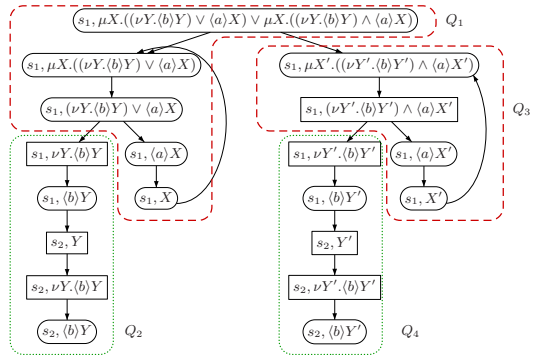 s₁, μX.((νY.⟨b⟩Y) ∨ ⟨a⟩X) ∨ μX.((νY.⟨b⟩Y) ∧ ⟨a⟩X)
Q₁
s₁, μX.((νY.⟨b⟩Y) ∨ ⟨a⟩X)
s₁, μX′.((νY′.⟨b⟩Y′) ∧ ⟨a⟩X′)
s₁, (νY.⟨b⟩Y) ∨ ⟨a⟩X
s₁, (νY′.⟨b⟩Y′) ∧ ⟨a⟩X′
Q₃
s₁, νY.⟨b⟩Y
s₁, ⟨a⟩X
s₁, νY′.⟨b⟩Y′
s₁, ⟨a⟩X′
s₁, ⟨b⟩Y
s₁, X
s₁, ⟨b⟩Y′
s₁, X′
s₂, Y
s₂, Y′
s₂, νY.⟨b⟩Y
s₂, νY′.⟨b⟩Y′
s₂, ⟨b⟩Y
Q₂
s₂, ⟨b⟩Y′
Q₄